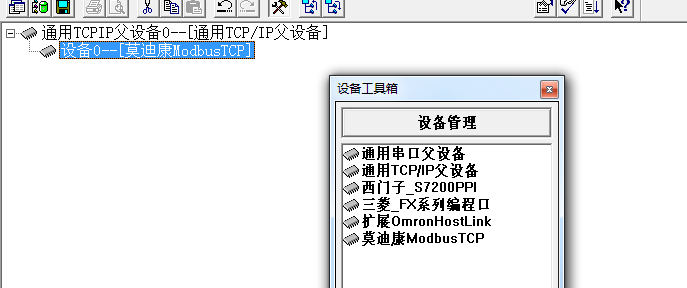 通用TCPIP父设备0--[通用TCP/IP父设备]
设备0--[莫迪康ModbusTCP]
设备工具箱
设备管理
通用串口父设备
通用TCP/IP父设备
西门子_S7200PPI
三菱_FX系列编程口
扩展OmronHostLink
莫迪康ModbusTCP